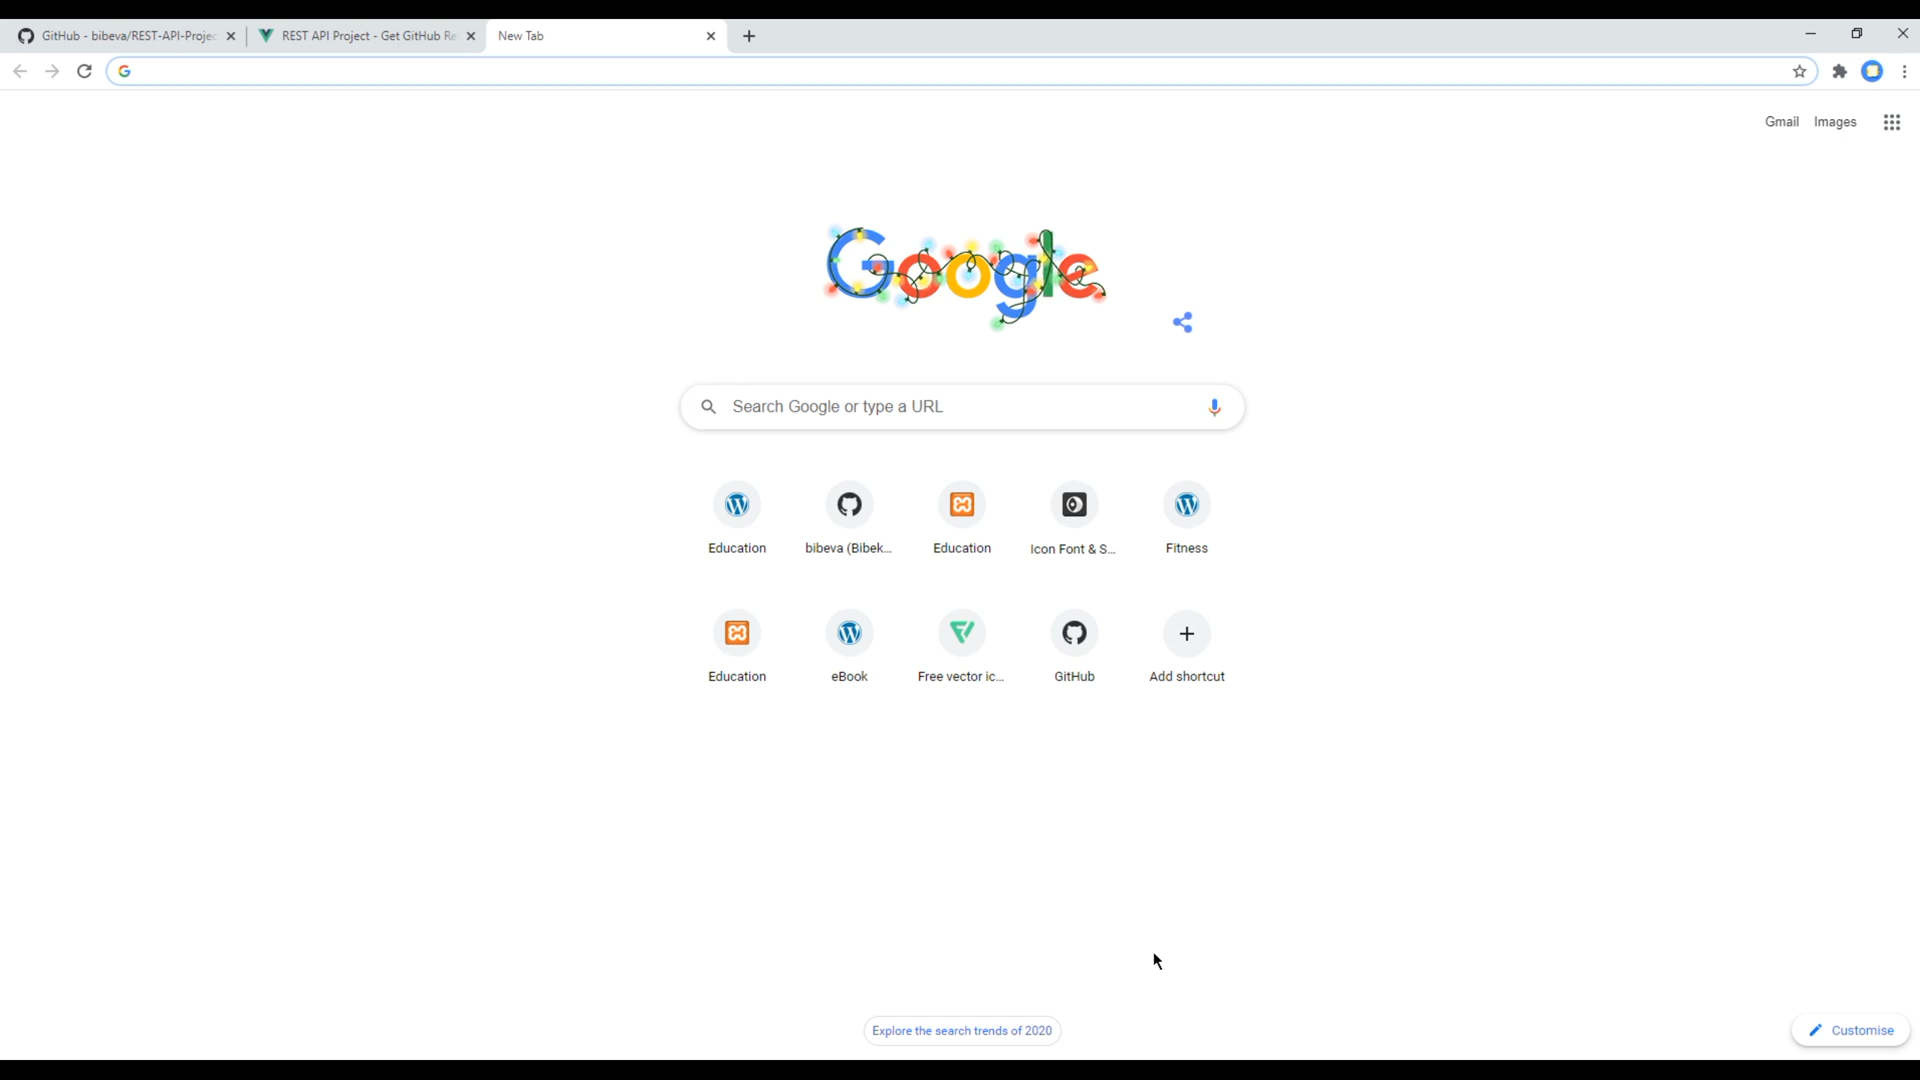 GitHub - bibeva/REST-API-Projec
REST API Project - Get GitHub Re
New Tab
Gmail Images
Google
Search Google or type a URL
Education bibeva (Bibek... Education Icon Font & S... Fitness
Education eBook Free vector ic... GitHub Add shortcut
Explore the search trends of 2020
Customise